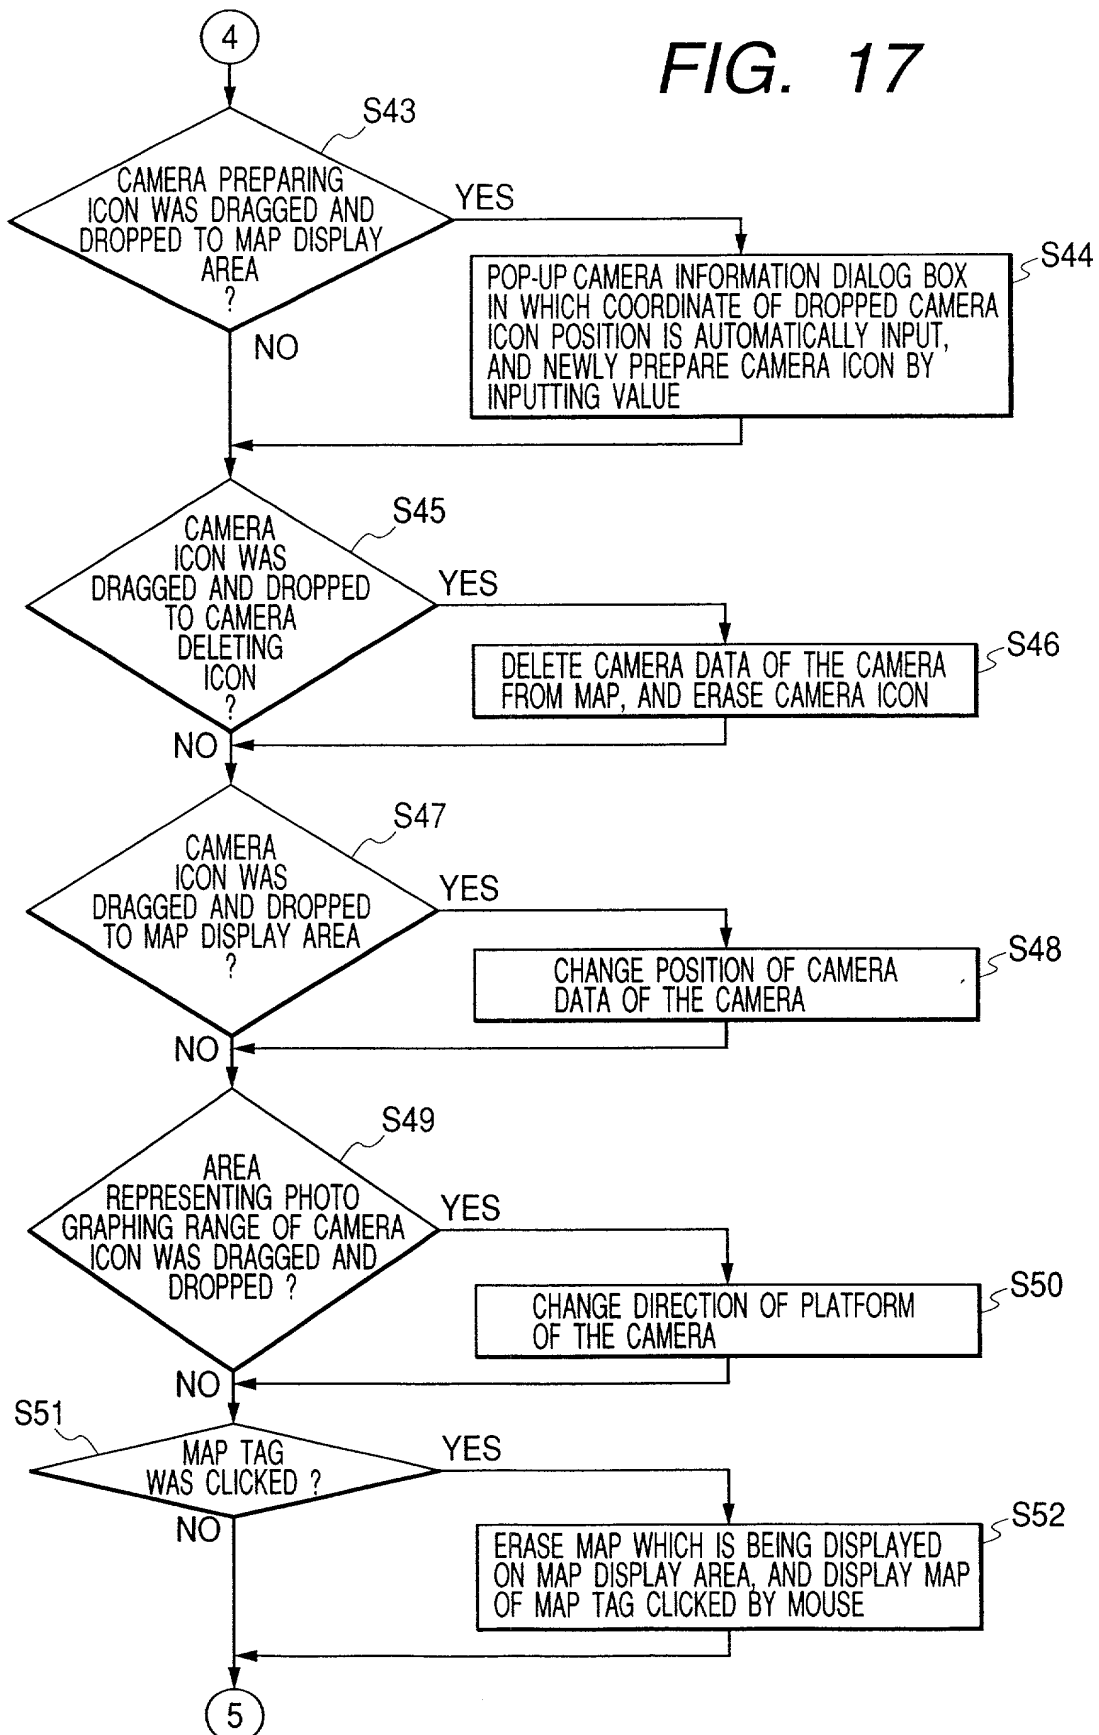 4
FIG. 17
S43
CAMERA PREPARING
ICON WAS DRAGGED AND
DROPPED TO MAP DISPLAY
AREA
?
YES
NO
S44
POP-UP CAMERA INFORMATION DIALOG BOX
IN WHICH COORDINATE OF DROPPED CAMERA
ICON POSITION IS AUTOMATICALLY INPUT,
AND NEWLY PREPARE CAMERA ICON BY
INPUTTING VALUE
S45
CAMERA
ICON WAS
DRAGGED AND DROPPED
TO CAMERA
DELETING
ICON
?
YES
NO
S46
DELETE CAMERA DATA OF THE CAMERA
FROM MAP, AND ERASE CAMERA ICON
S47
CAMERA
ICON WAS
DRAGGED AND DROPPED
TO MAP DISPLAY AREA
?
YES
NO
S48
CHANGE POSITION OF CAMERA
DATA OF THE CAMERA
S49
AREA
REPRESENTING PHOTO
GRAPHING RANGE OF CAMERA
ICON WAS DRAGGED AND
DROPPED ?
YES
NO
S50
CHANGE DIRECTION OF PLATFORM
OF THE CAMERA
S51
MAP TAG
WAS CLICKED ?
YES
NO
S52
ERASE MAP WHICH IS BEING DISPLAYED
ON MAP DISPLAY AREA, AND DISPLAY MAP
OF MAP TAG CLICKED BY MOUSE
5